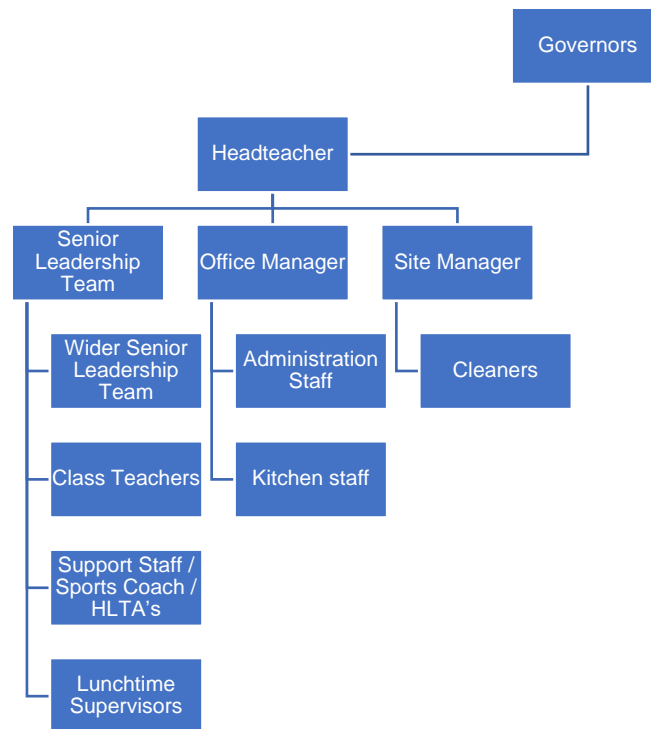 Governors
Headteacher
Senior
Leadership
Team
Office Manager
Site Manager
Wider Senior
Leadership
Team
Administration
Staff
Cleaners
Class Teachers
Kitchen staff
Support Staff /
Sports Coach /
HLTA’s
Lunchtime
Supervisors